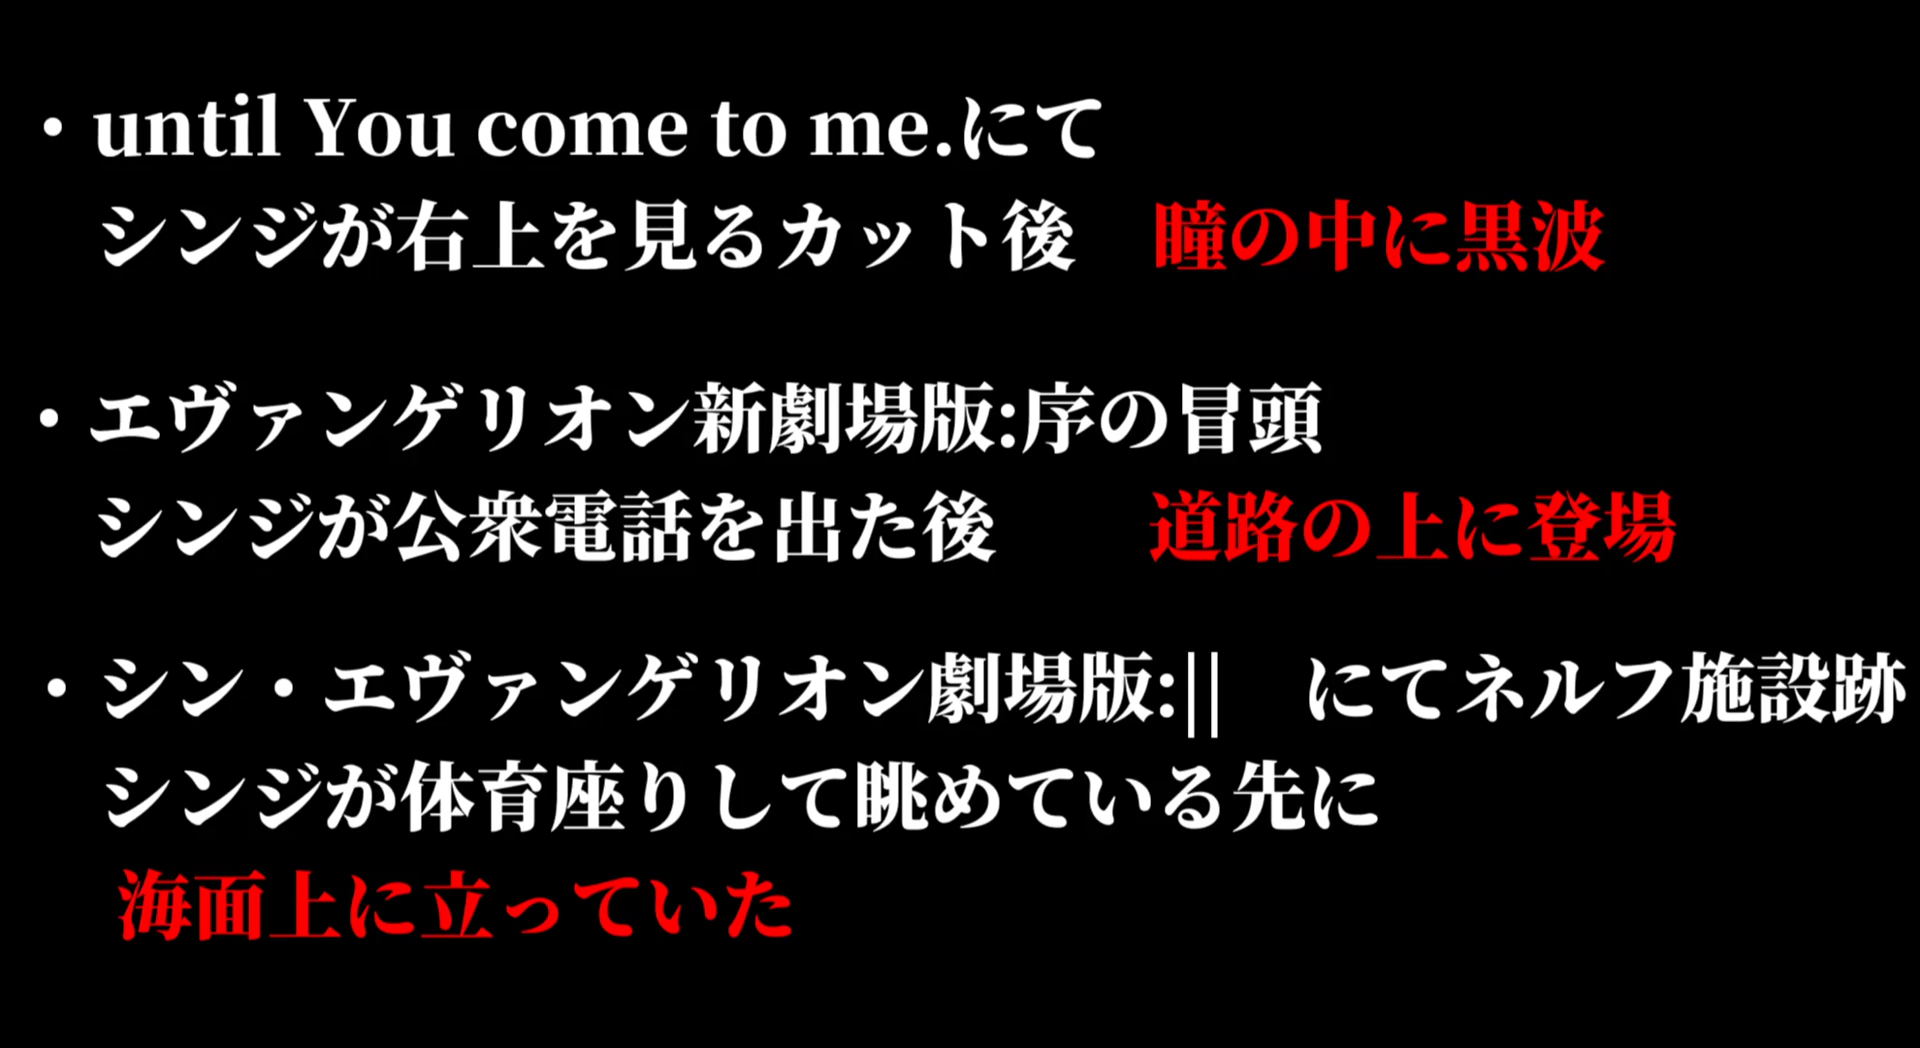 ・until You come to me.にて
シンジが右上を見るカット後　瞳の中に黒波
・エヴァンゲリオン新劇場版:序の冒頭
シンジが公衆電話を出た後　　道路の上に登場
・シン・エヴァンゲリオン劇場版:||　にてネルフ施設跡
シンジが体育座りして眺めている先に
海面上に立っていた